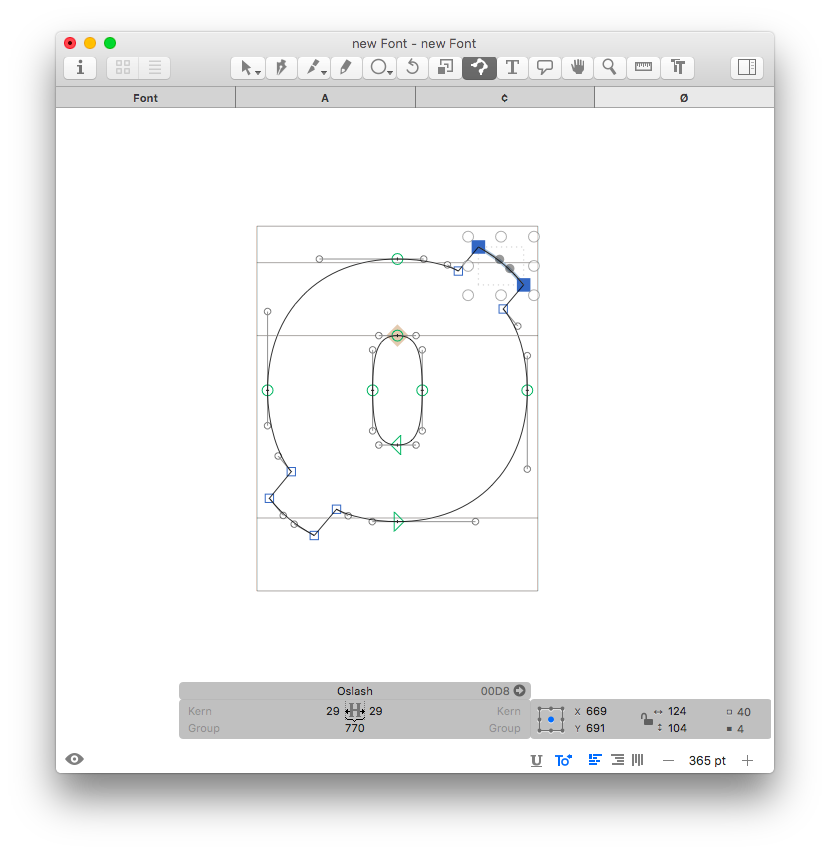 new Font - new Font
Font
A
¢
Ø
Oslash
00D8
Kern
29
H
29
Kern
Group
770
Group
X 669
124
40
Y 691
104
4
U
To
365 pt